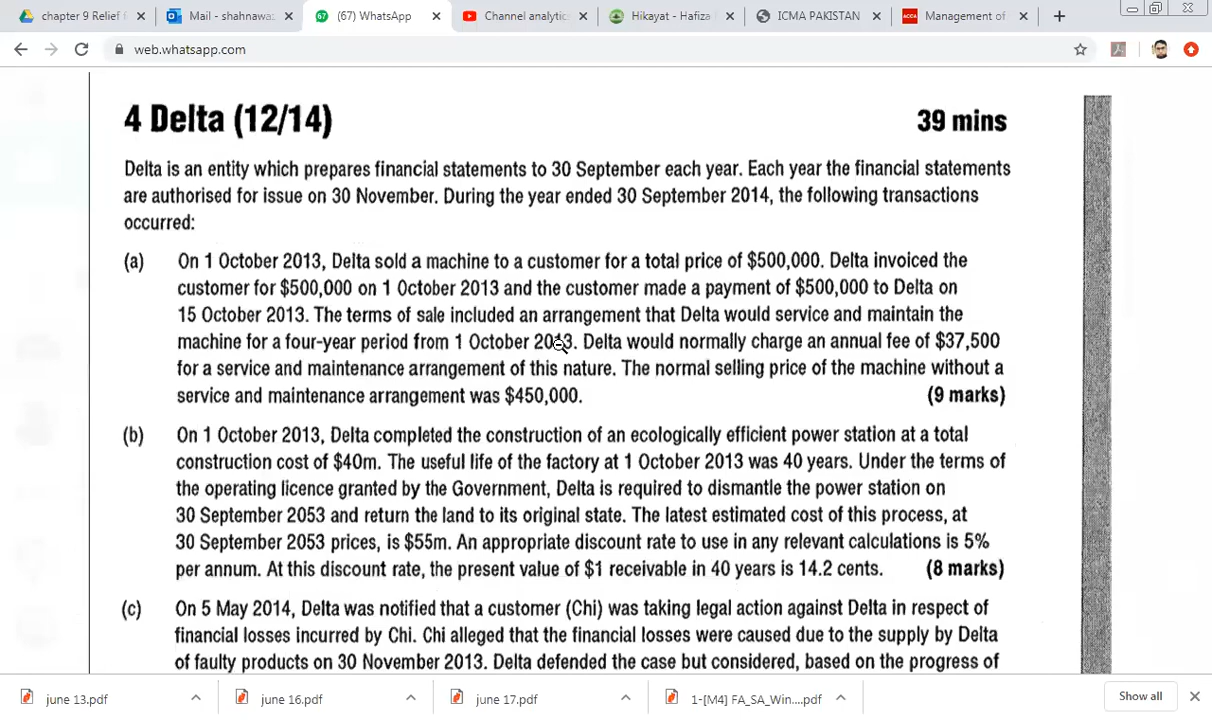 chapter 9 Relief f
Mail - shahnawaz
(67) WhatsApp
Channel analytic
Hikayat - Hafiza
ICMA PAKISTAN
ACCA
Management of
web.whatsapp.com
4 Delta (12/14)
39 mins
Delta is an entity which prepares financial statements to 30 September each year. Each year the financial statements
are authorised for issue on 30 November. During the year ended 30 September 2014, the following transactions
occurred:
(a) On 1 October 2013, Delta sold a machine to a customer for a total price of $500,000. Delta invoiced the
customer for $500,000 on 1 October 2013 and the customer made a payment of $500,000 to Delta on
15 October 2013. The terms of sale included an arrangement that Delta would service and maintain the
machine for a four-year period from 1 October 2013. Delta would normally charge an annual fee of $37,500
for a service and maintenance arrangement of this nature. The normal selling price of the machine without a
service and maintenance arrangement was $450,000. (9 marks)
(b) On 1 October 2013, Delta completed the construction of an ecologically efficient power station at a total
construction cost of $40m. The useful life of the factory at 1 October 2013 was 40 years. Under the terms of
the operating licence granted by the Government, Delta is required to dismantle the power station on
30 September 2053 and return the land to its original state. The latest estimated cost of this process, at
30 September 2053 prices, is $55m. An appropriate discount rate to use in any relevant calculations is 5%
per annum. At this discount rate, the present value of $1 receivable in 40 years is 14.2 cents. (8 marks)
(c) On 5 May 2014, Delta was notified that a customer (Chi) was taking legal action against Delta in respect of
financial losses incurred by Chi. Chi alleged that the financial losses were caused due to the supply by Delta
of faulty products on 30 November 2013. Delta defended the case but considered, based on the progress of
june 13.pdf
june 16.pdf
june 17.pdf
1-[M4] FA_SA_Win....pdf
Show all